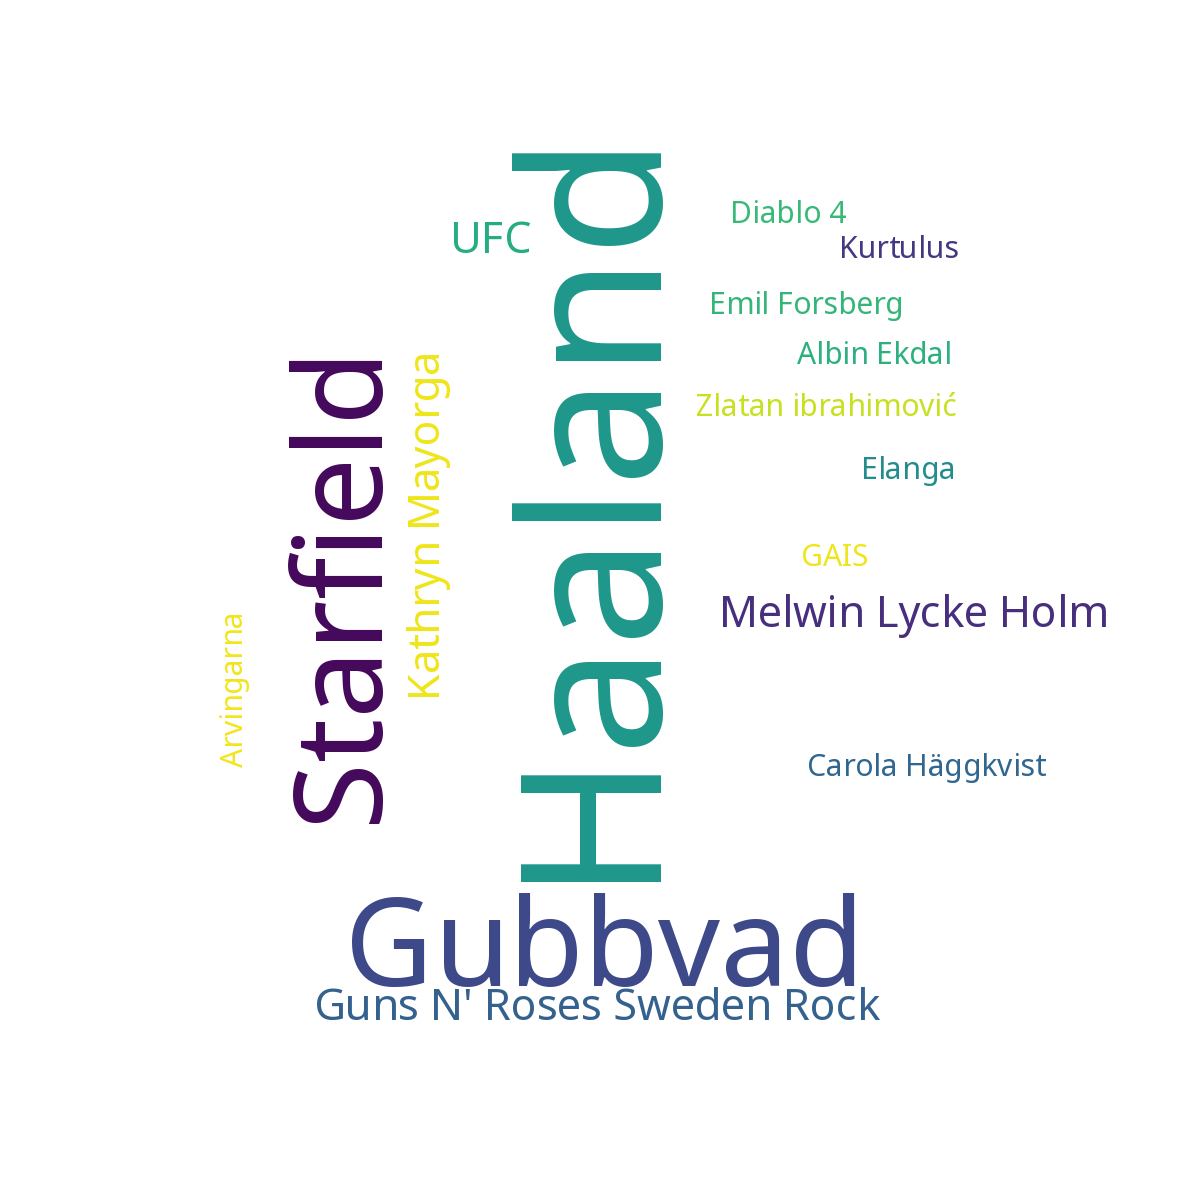 Diablo 4
UFC
Kurtulus
Emil Forsberg
Albin Ekdal
Zlatan ibrahimović
Elanga
GAIS
Melwin Lycke Holm
Haaland
Starfield
Kathryn Mayorga
Arvingarna
Carola Häggkvist
Gubbvad
Guns N' Roses Sweden Rock